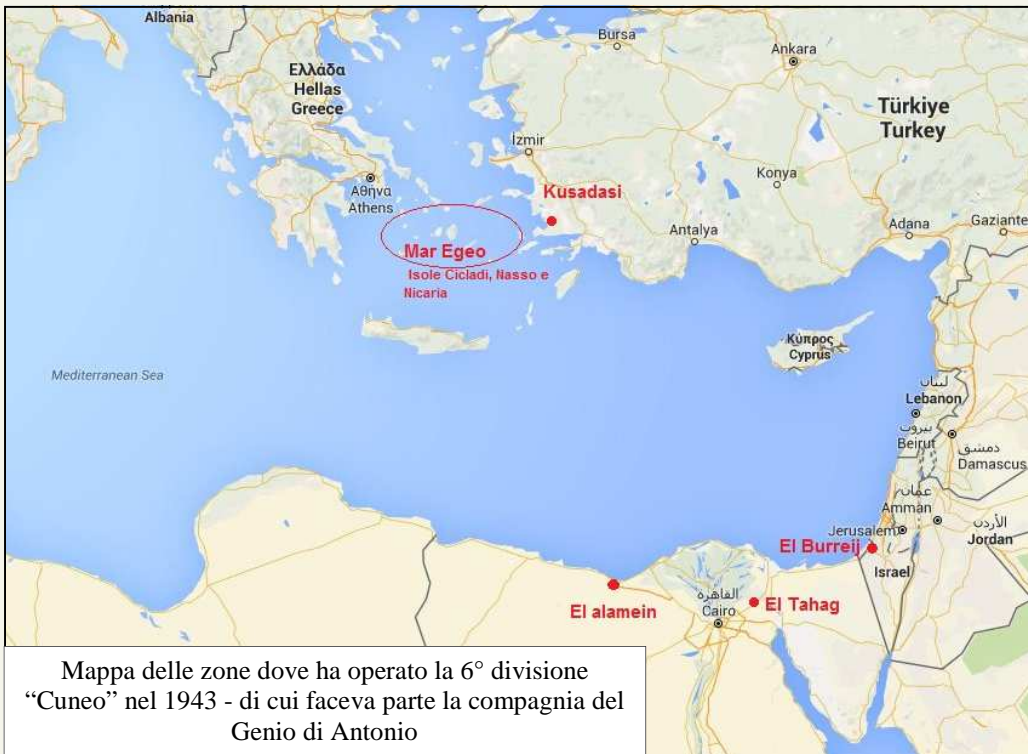 Albania
Bursa
Ankara
Ελλάδα
Hellas
Greece
Türkiye
Turkey
İzmir
Konya
Αθήνα
Athens
Kusadasi
Adana
Gaziante
Antalya
Mar Egeo
Isole Cicladi, Nasso e
Nicaria
Κύπρος
Cyprus
Mediterranean Sea
لبنان
Lebanon
بيروت
Beirut
دمشق
Damascus
عمّان
Amman
Jerusalem
الأردن
Jordan
El Burreij
Israel
El alamein
القاهرة
Cairo
El Tahag
Mappa delle zone dove ha operato la 6° divisione
“Cuneo” nel 1943 - di cui faceva parte la compagnia del
Genio di Antonio